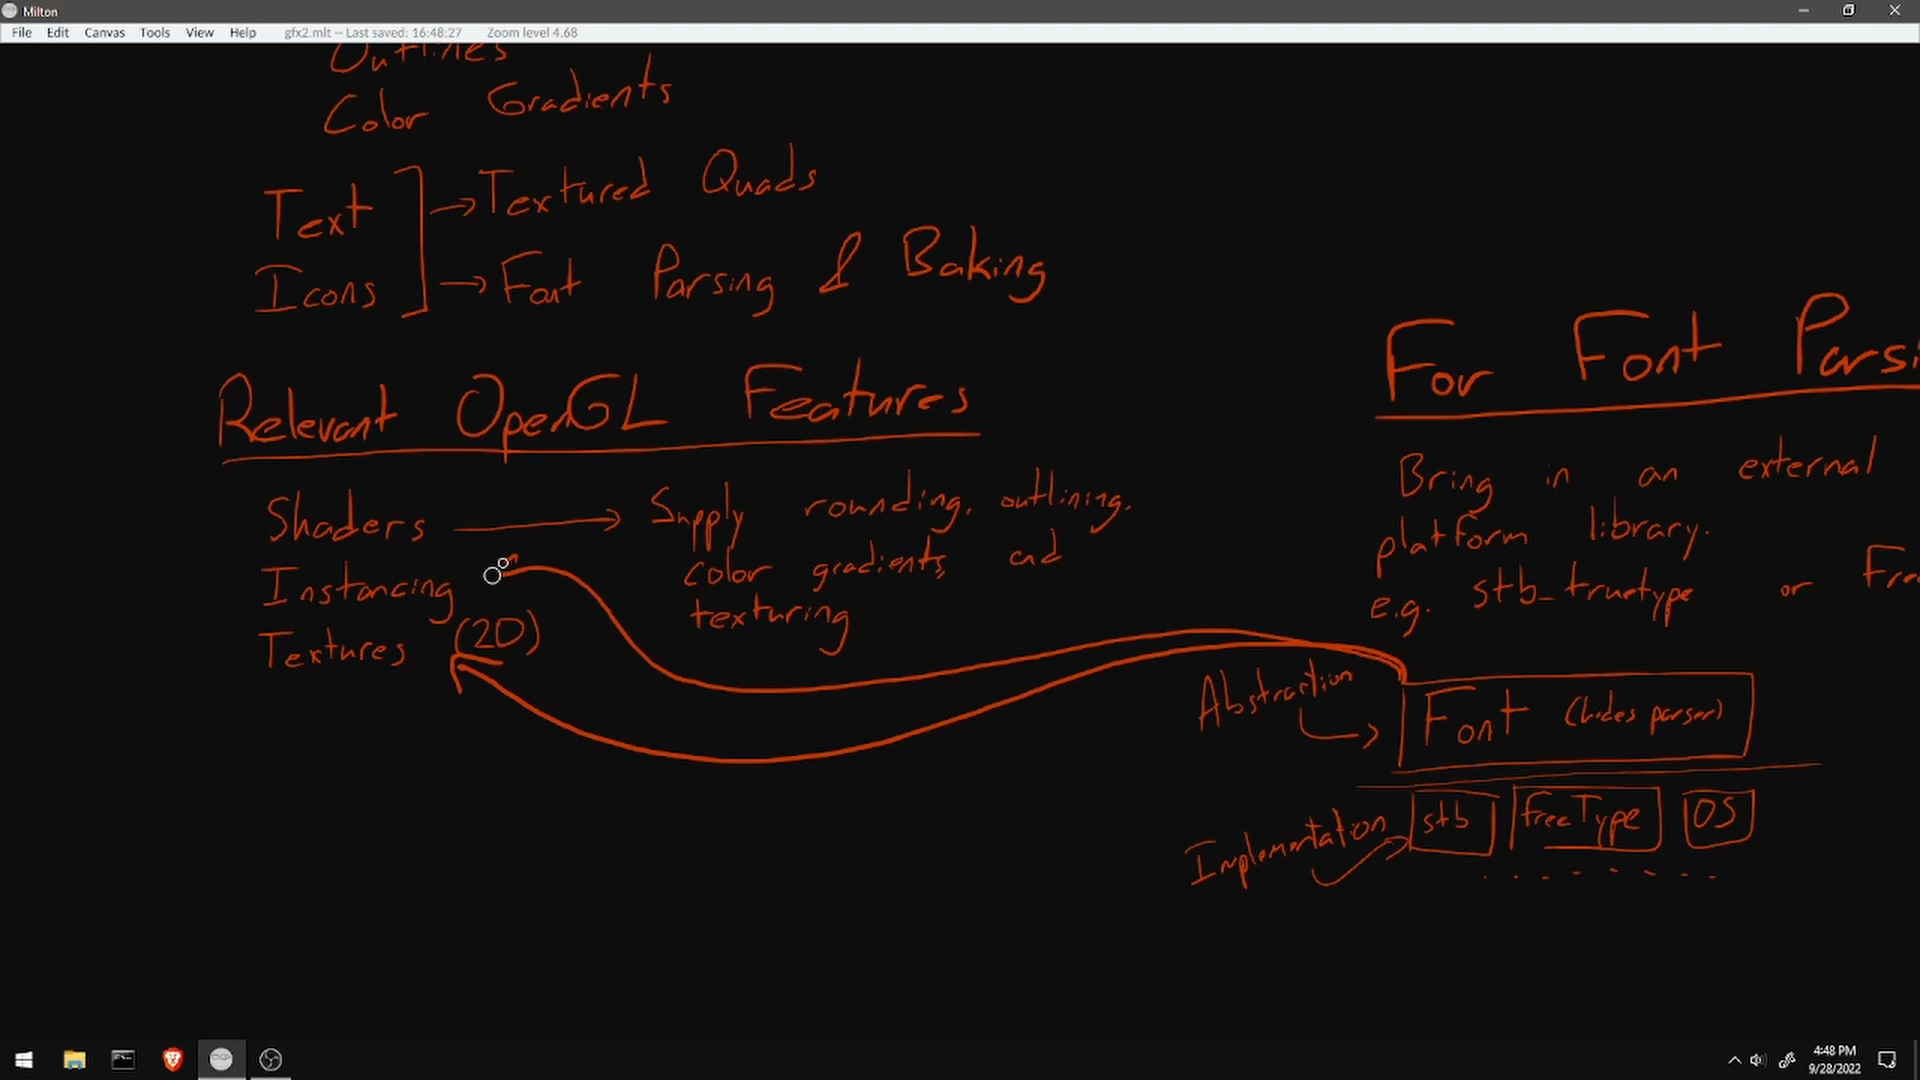 Milton
File Edit Canvas Tools View Help gfx2.mlt -- Last saved: 16:48:27 Zoom level 4.68
Outlines
Color Gradients
Text → Textured Quads
Icons → Font Parsing & Baking
Relevant OpenGL Features
Shaders → Supply rounding, outlining,
color gradients, and
texturing
Instancing
Textures (2D)
For Font Parsi
Bring in an external
platform library.
e.g. stb_truetype or Fre
Abstraction
Font (hides parser)
Implementation
stb FreeType OS
. . . . . . . .
4:48 PM
9/28/2022